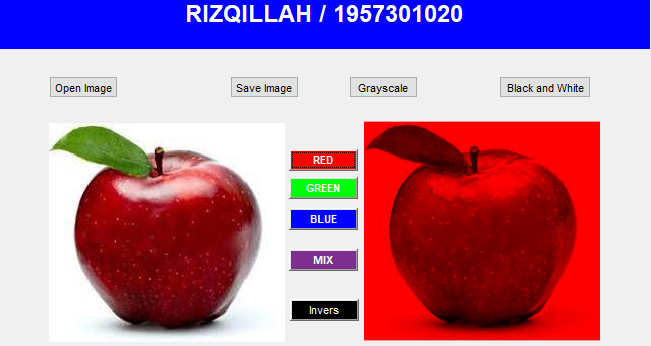 RIZQILLAH / 1957301020
Open Image
Save Image
Grayscale
Black and White
RED
GREEN
BLUE
MIX
Invers